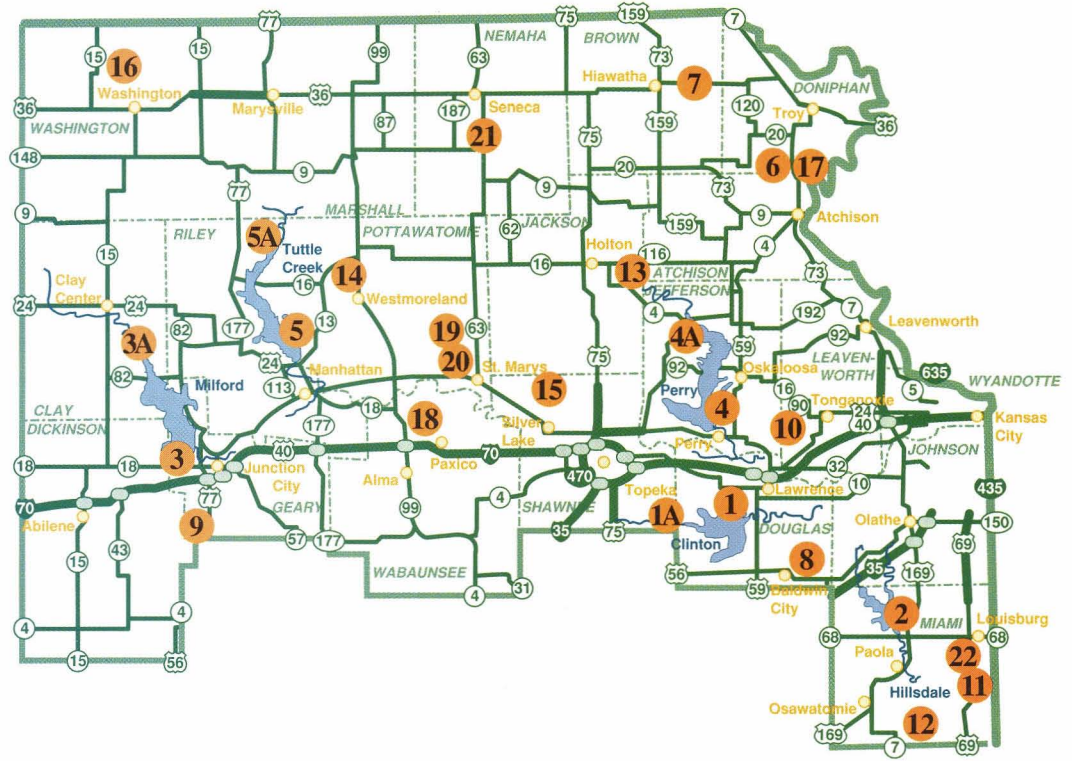 75
159
7
77
15
15
99
NEMAHA
63
BROWN
73
16
Hiawatha
7
DONIPHAN
36
Washington
Marysville
36
Seneca
120
Troy
WASHINGTON
87
187
21
75
159
20
36
148
9
20
6
17
77
73
9
9
MARSHALL
RILEY
POTTAWATOMIE
62
JACKSON
159
9
Atchison
5A
Tuttle
Creek
15
Holton
116
4
16
13
ATCHISON
JEFFERSON
73
14
16
Clay
Center
24
24
Westmoreland
4
192
7
3A
82
177
5
13
19
63
4A
59
92
Leavenworth
20
75
24
St. Marys
92
LEAVEN-
WORTH
635
82
Milford
113
Manhattan
15
Oskaloosa
16
5
WYANDOTTE
CLAY
DICKINSON
18
Perry
4
90
Tonganoxie
24
40
Kansas
City
177
18
Silver
Lake
10
3
40
Paxico
70
Perry
JOHNSON
18
18
Junction
City
470
32
77
Alma
Topeka
Lawrence
10
435
70
4
1
Abilene
9
GEARY
99
SHAWNEE
1A
DOUGLAS
Olathe
150
43
57
177
35
75
Clinton
69
15
WABAUNSEE
56
8
35
169
4
31
59
Baldwin
City
4
4
2
MIAMI
Louisburg
68
68
15
56
Paola
22
Hillsdale
11
Osawatomie
12
169
7
69